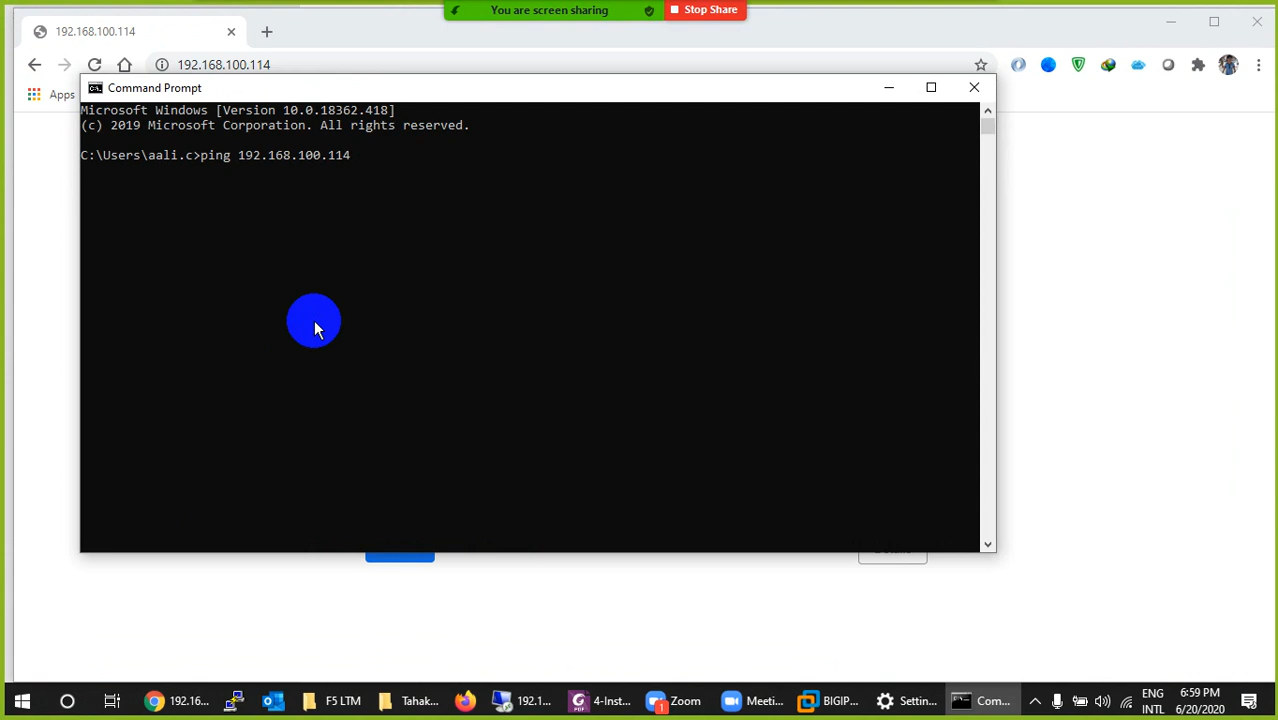 You are screen sharing
Stop Share
192.168.100.114
192.168.100.114
Apps
Command Prompt
Microsoft Windows [Version 10.0.18362.418]
(c) 2019 Microsoft Corporation. All rights reserved.
C:\Users\aali.c>ping 192.168.100.114
192.16...
F5 LTM
Tahak...
192.1...
4-Inst...
1
Zoom
Meeti...
BIGIP...
Settin...
Com...
ENG
INTL
6:59 PM
6/20/2020